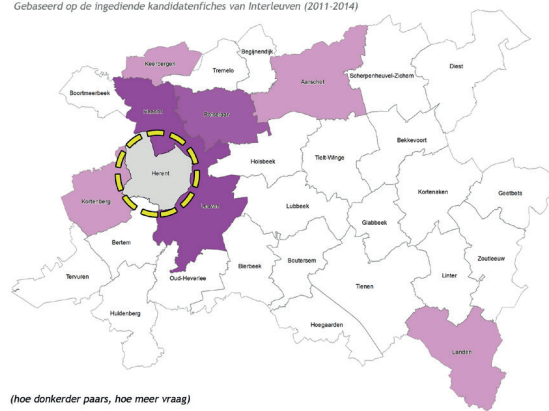 Gebaseerd op de ingediende kandidatenfiches van Interleuven (2011-2014)
Begijnendijk
Keerbergen
Tremelo
Aarschot
Scherpenheuvel-Zichem
Diest
Boortmeerbeek
Haacht
Rotselaar
Bekkevoort
Holsbeek
Tielt-Winge
Herent
Kortenaken
Geetbets
Kortenberg
Leuven
Lubbeek
Glabbeek
Bertem
Zoutleeuw
Boutersem
Bierbeek
Tervuren
Oud-Heverlee
Linter
Tienen
Huldenberg
Hoegaarden
Landen
(hoe donkerder paars, hoe meer vraag)